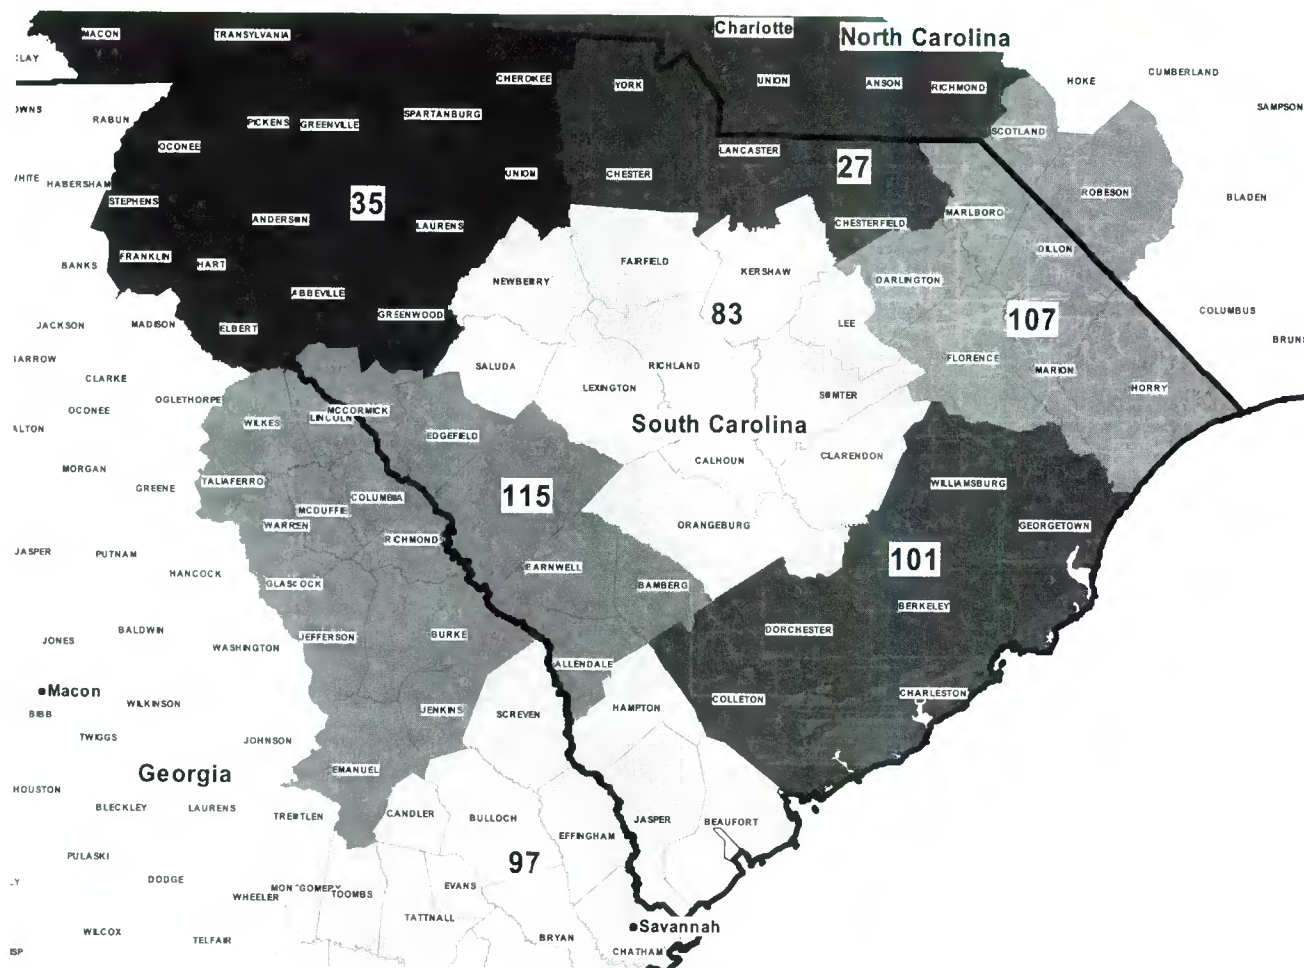 MACON
TRANSYLVANIA
Charlotte
North Carolina
CLAY
CHEROKEE
YORK
UNION
ANSON
RICHMOND
HOKE
CUMBERLAND
SAMPSON
RABUN
PICKENS
GREENVILLE
SPARTANBURG
SCOTLAND
OCONEE
LANCASTER
27
HABERSHAM
STEPHENS
UNION
CHESTER
ROBESON
BLADEN
35
ANDERSON
LAURENS
CHESTERFIELD
MARLBORO
BANKS
FRANKLIN
HART
NEWBERRY
FAIRFIELD
KERSHAW
DILLON
DARLINGTON
ABBEVILLE
GREENWOOD
83
LEE
107
COLUMBUS
JACKSON
MADISON
ELBERT
SALUDA
RICHLAND
FLORENCE
MARION
HORRY
CLARKE
LEXINGTON
SUMTER
OCONEE
OGLETHORPE
WILKES
LINCOLN
MCCORMICK
EDGEFIELD
South Carolina
MORGAN
GREENE
TALIAFERRO
COLUMBIA
115
CALHOUN
CLARENDON
WILLIAMSBURG
MCDUFFIE
WARREN
RICHMOND
ORANGEBURG
GEORGETOWN
JASPER
PUTNAM
HANCOCK
GLASCOCK
BARNWELL
BAMBERG
101
BERKELEY
JONES
BALDWIN
WASHINGTON
JEFFERSON
BURKE
DORCHESTER
ALLENDALE
Macon
BIBB
WILKINSON
JENKINS
SCREVEN
HAMPTON
COLLETON
CHARLESTON
TWIGGS
JOHNSON
Georgia
EMANUEL
HOUSTON
BLECKLEY
LAURENS
TREUTLEN
CANDLER
BULLOCH
EFFINGHAM
JASPER
BEAUFORT
PULASKI
DODGE
97
WHEELER
MONTGOMERY
TOOMBS
EVANS
TATTNALL
WILCOX
TELFAIR
BRYAN
Savannah
CHATHAM